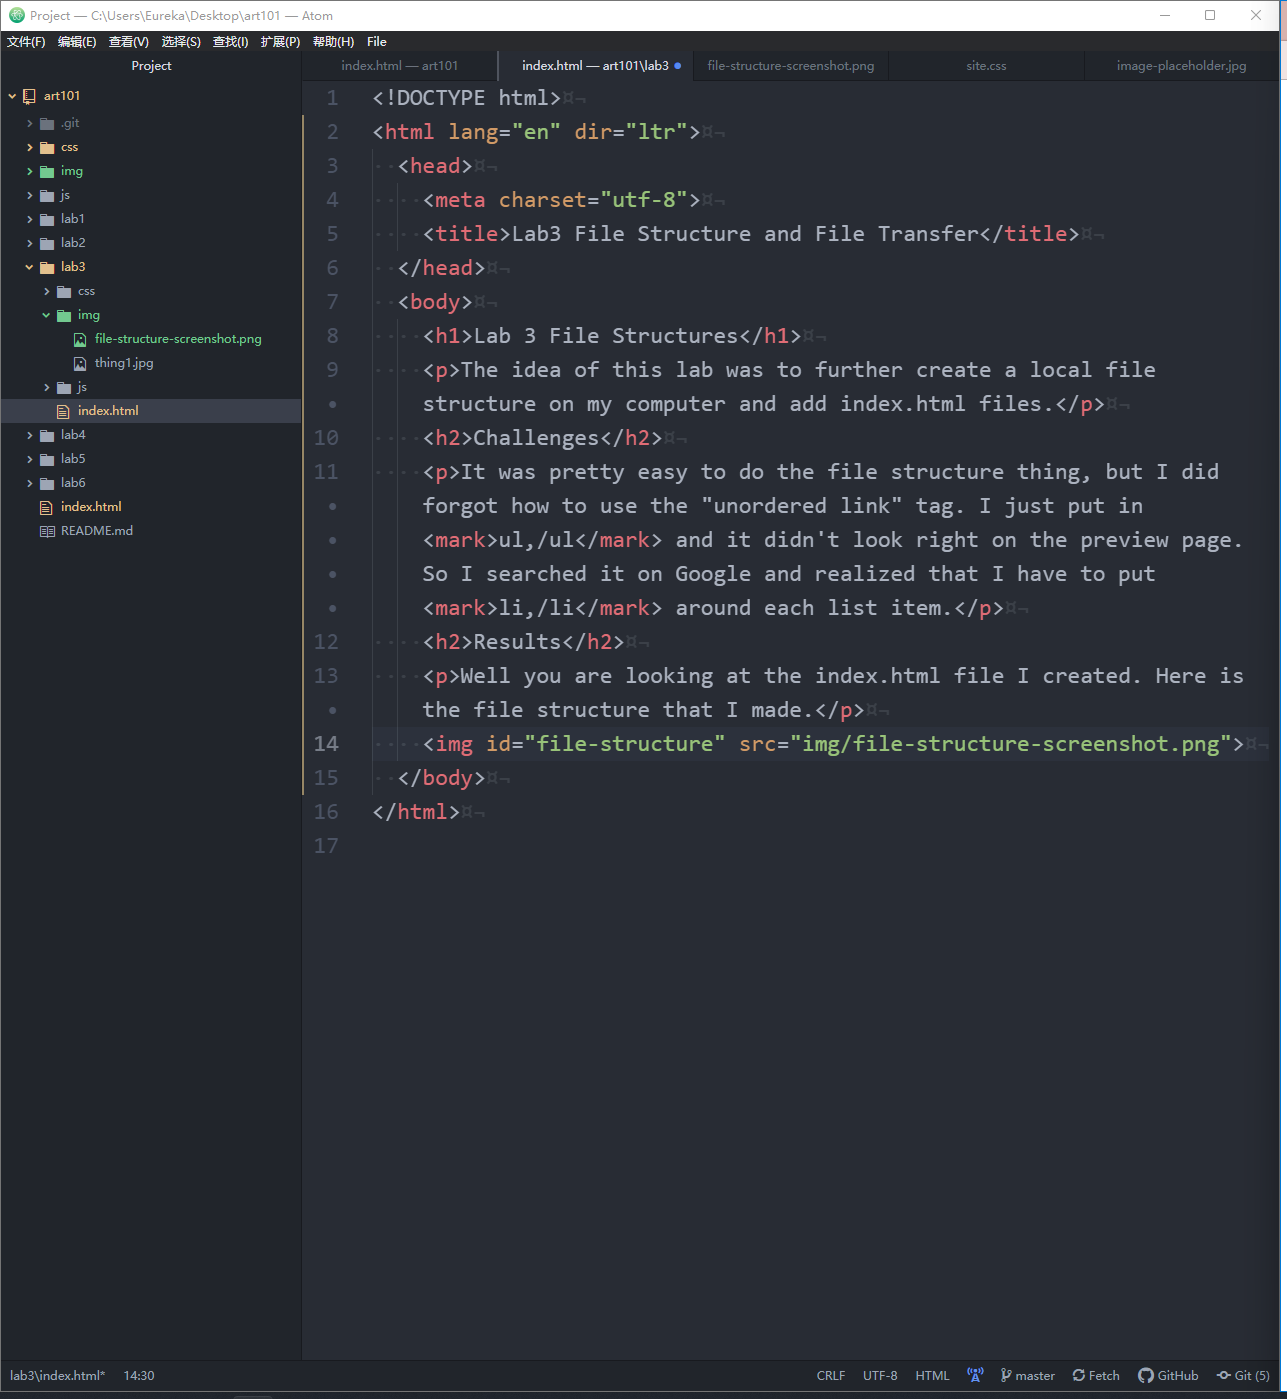 Project — C:\Users\Eureka\Desktop\art101 — Atom
文件(F) 编辑(E) 查看(V) 选择(S) 查找(I) 扩展(P) 帮助(H) File
Project
art101
.git
css
img
js
lab1
lab2
lab3
css
img
file-structure-screenshot.png
thing1.jpg
js
index.html
lab4
lab5
lab6
index.html
README.md
index.html — art101 index.html — art101\lab3 file-structure-screenshot.png site.css image-placeholder.jpg
1 <!DOCTYPE html>¤¬
2 <html lang="en" dir="ltr">¤¬
3 ··<head>¤¬
4 ····<meta charset="utf-8">¤¬
5 ····<title>Lab3 File Structure and File Transfer</title>¤¬
6 ··</head>¤¬
7 ··<body>¤¬
8 ····<h1>Lab 3 File Structures</h1>¤¬
9 ····<p>The idea of this lab was to further create a local file
• structure on my computer and add index.html files.</p>¤¬
10 ····<h2>Challenges</h2>¤¬
11 ····<p>It was pretty easy to do the file structure thing, but I did
• forgot how to use the "unordered link" tag. I just put in
• <mark>ul,/ul</mark> and it didn't look right on the preview page.
• So I searched it on Google and realized that I have to put
• <mark>li,/li</mark> around each list item.</p>¤¬
12 ····<h2>Results</h2>¤¬
13 ····<p>Well you are looking at the index.html file I created. Here is
• the file structure that I made.</p>¤¬
14 ····<img id="file-structure" src="img/file-structure-screenshot.png">¤¬
15 ··</body>¤¬
16 </html>¤¬
17
lab3\index.html* 14:30 CRLF UTF-8 HTML master Fetch GitHub Git (5)